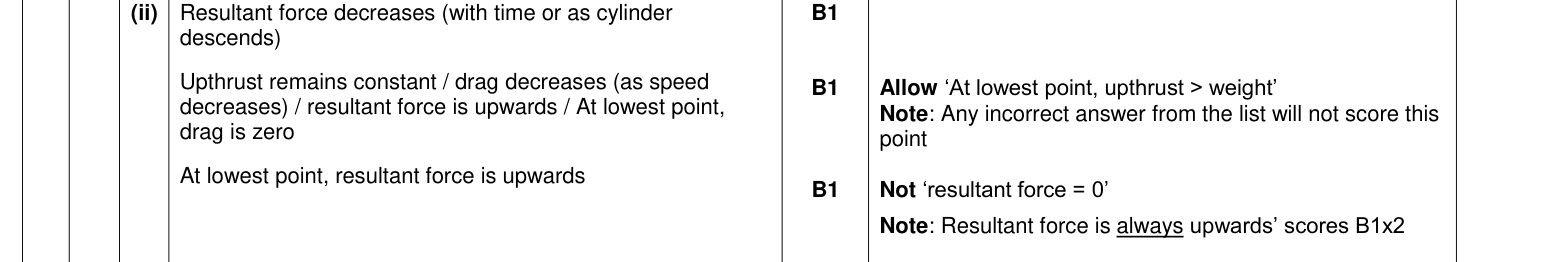 (ii) Resultant force decreases (with time or as cylinder
descends)
B1
Upthrust remains constant / drag decreases (as speed
decreases) / resultant force is upwards / At lowest point,
drag is zero
B1
Allow ‘At lowest point, upthrust > weight’
Note: Any incorrect answer from the list will not score this
point
At lowest point, resultant force is upwards
B1
Not ‘resultant force = 0’
Note: Resultant force is always upwards’ scores B1x2